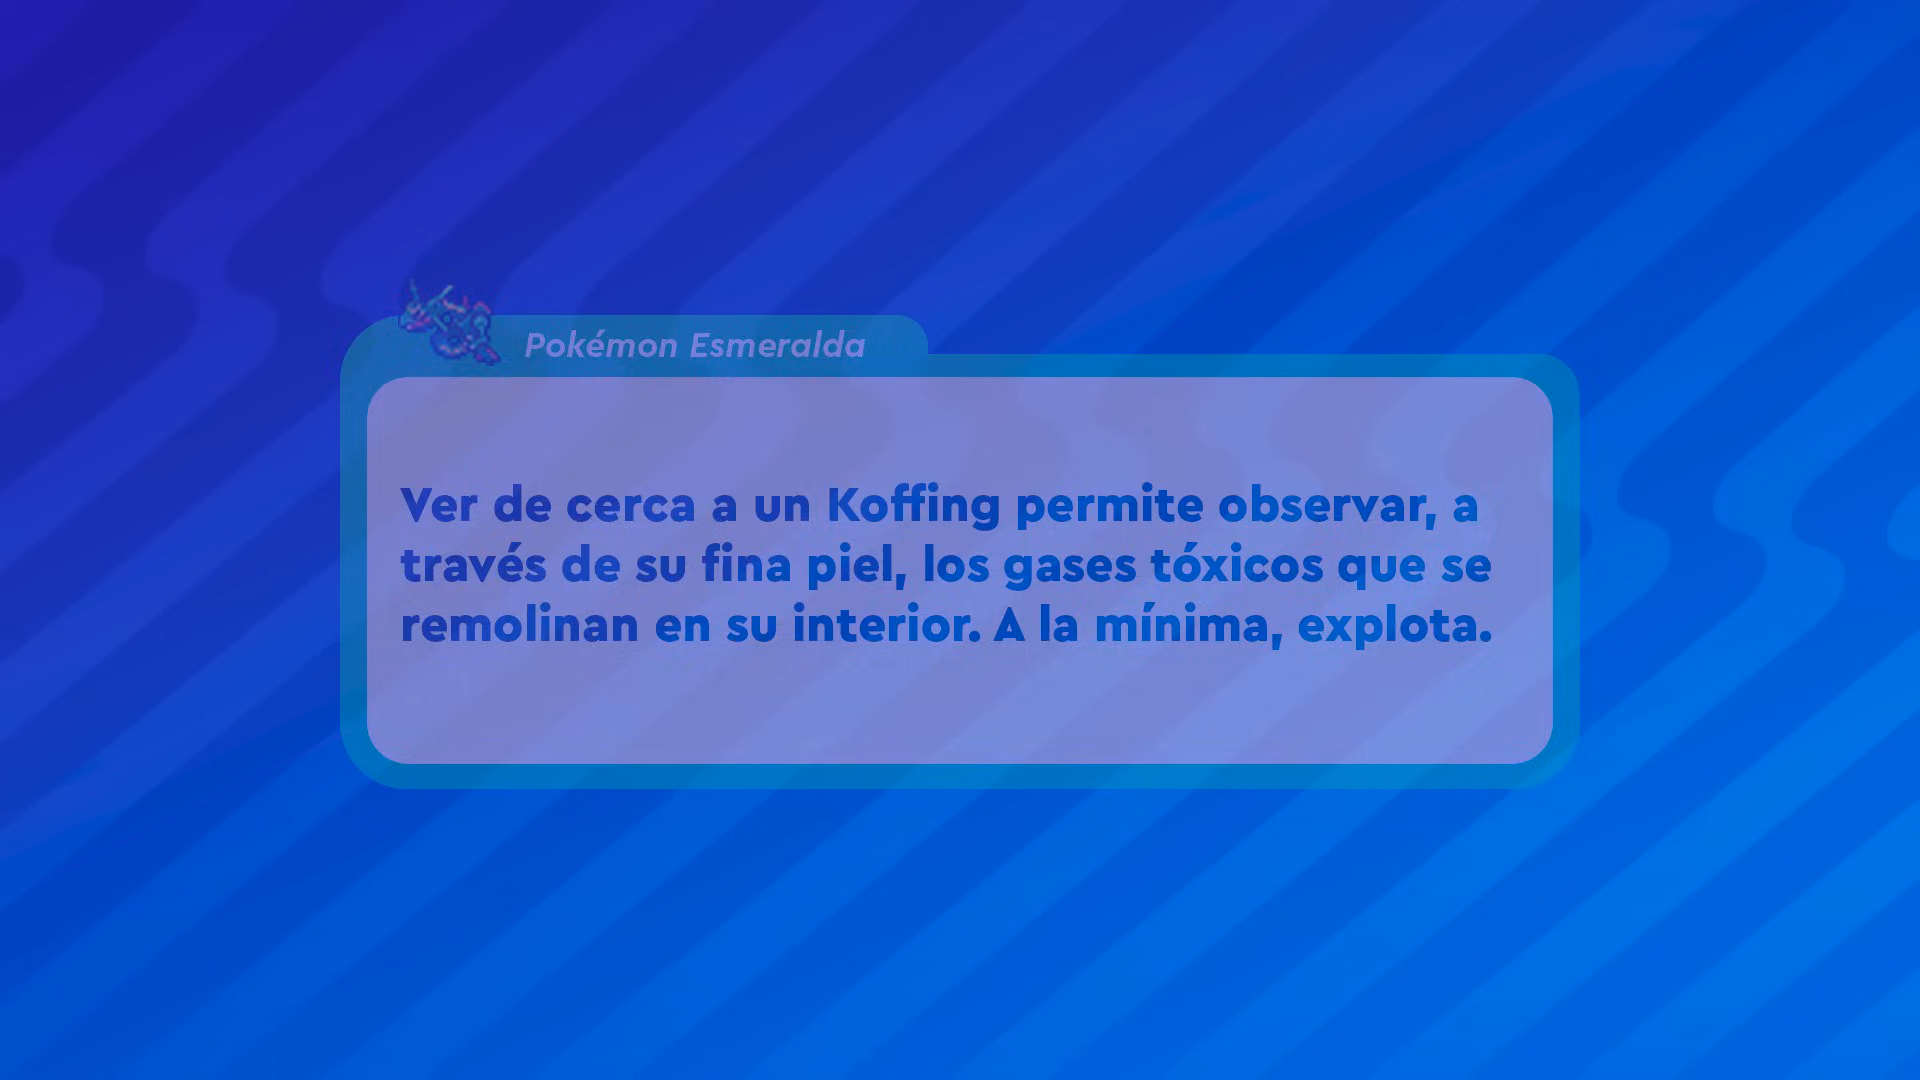 Pokémon Esmeralda
Ver de cerca a un Koffing permite observar, a
través de su fina piel, los gases tóxicos que se
remolinan en su interior. A la mínima, explota.